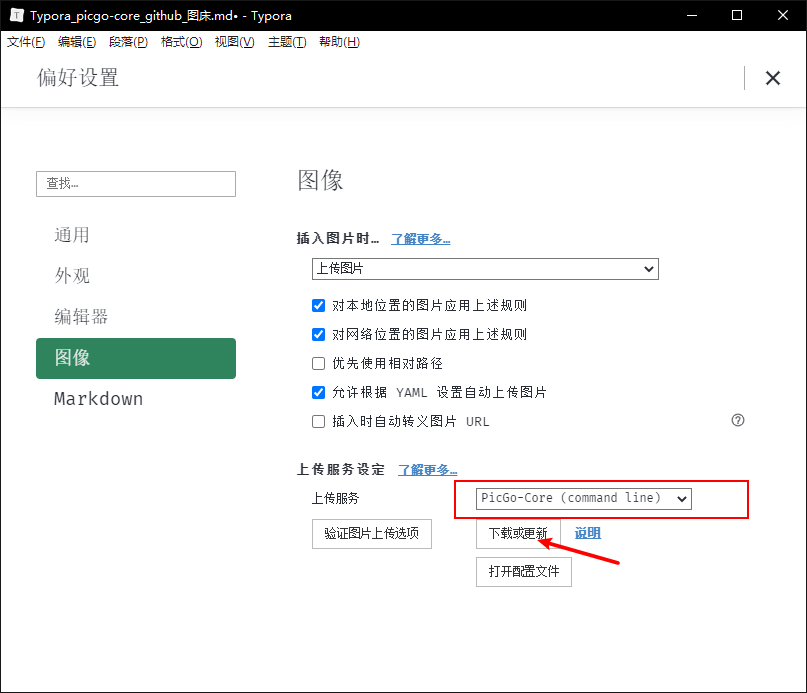 Typora_picgo-core_github_图床.md• - Typora
文件(F) 编辑(E) 段落(P) 格式(O) 视图(V) 主题(T) 帮助(H)
偏好设置
查找…
通用
外观
编辑器
图像
Markdown
图像
插入图片时… 了解更多…
上传图片
对本地位置的图片应用上述规则
对网络位置的图片应用上述规则
优先使用相对路径
允许根据 YAML 设置自动上传图片
插入时自动转义图片 URL
上传服务设定 了解更多…
上传服务 PicGo-Core (command line)
验证图片上传选项 下载或更新 说明
打开配置文件